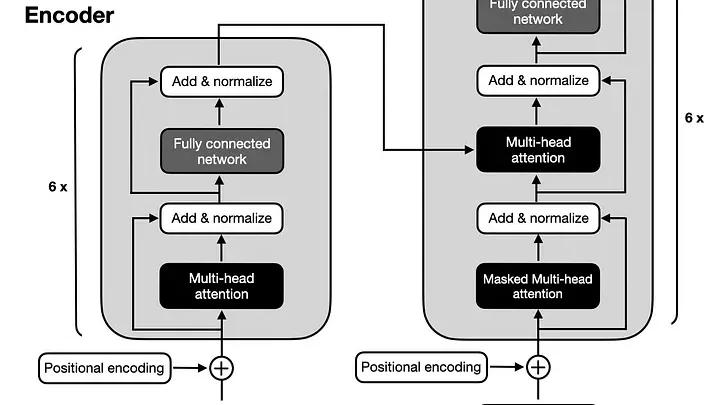 Encoder
Add & normalize
Fully connected
network
6 x
Add & normalize
Multi-head
attention
Positional encoding
Fully connected
network
Add & normalize
6 x
Multi-head
attention
Add & normalize
Masked Multi-head
attention
Positional encoding